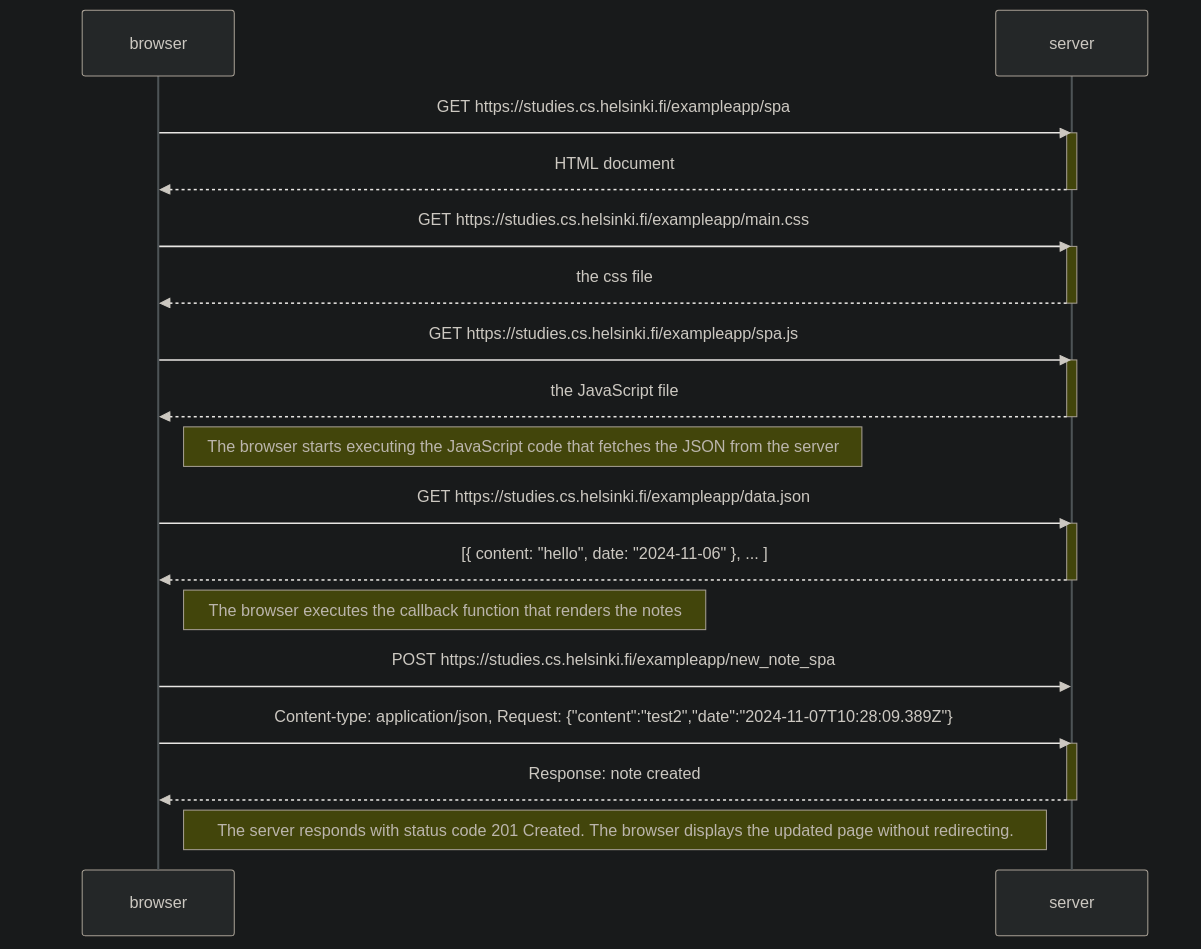 browser
server
GET https://studies.cs.helsinki.fi/exampleapp/spa
HTML document
GET https://studies.cs.helsinki.fi/exampleapp/main.css
the css file
GET https://studies.cs.helsinki.fi/exampleapp/spa.js
the JavaScript file
The browser starts executing the JavaScript code that fetches the JSON from the server
GET https://studies.cs.helsinki.fi/exampleapp/data.json
[{ content: "hello", date: "2024-11-06" }, ... ]
The browser executes the callback function that renders the notes
POST https://studies.cs.helsinki.fi/exampleapp/new_note_spa
Content-type: application/json, Request: {"content":"test2","date":"2024-11-07T10:28:09.389Z"}
Response: note created
The server responds with status code 201 Created. The browser displays the updated page without redirecting.
browser
server